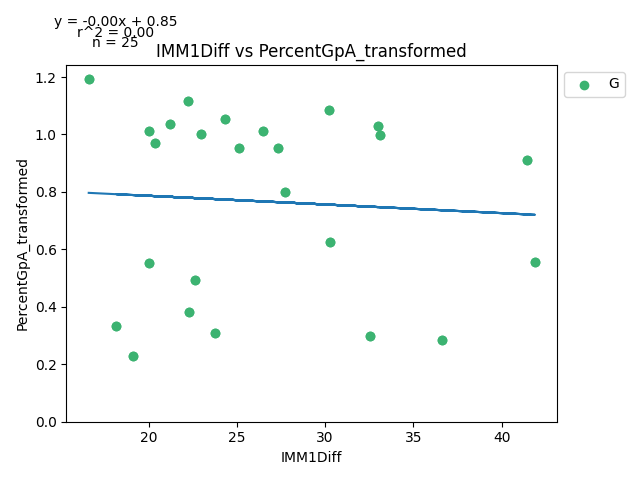 y = -0.00x + 0.85
r^2 = 0.00
n = 25
IMM1Diff vs PercentGpA_transformed
G
1.2
1.0
0.8
0.6
0.4
0.2
0.0
PercentGpA_transformed
20 25 30 35 40
IMM1Diff